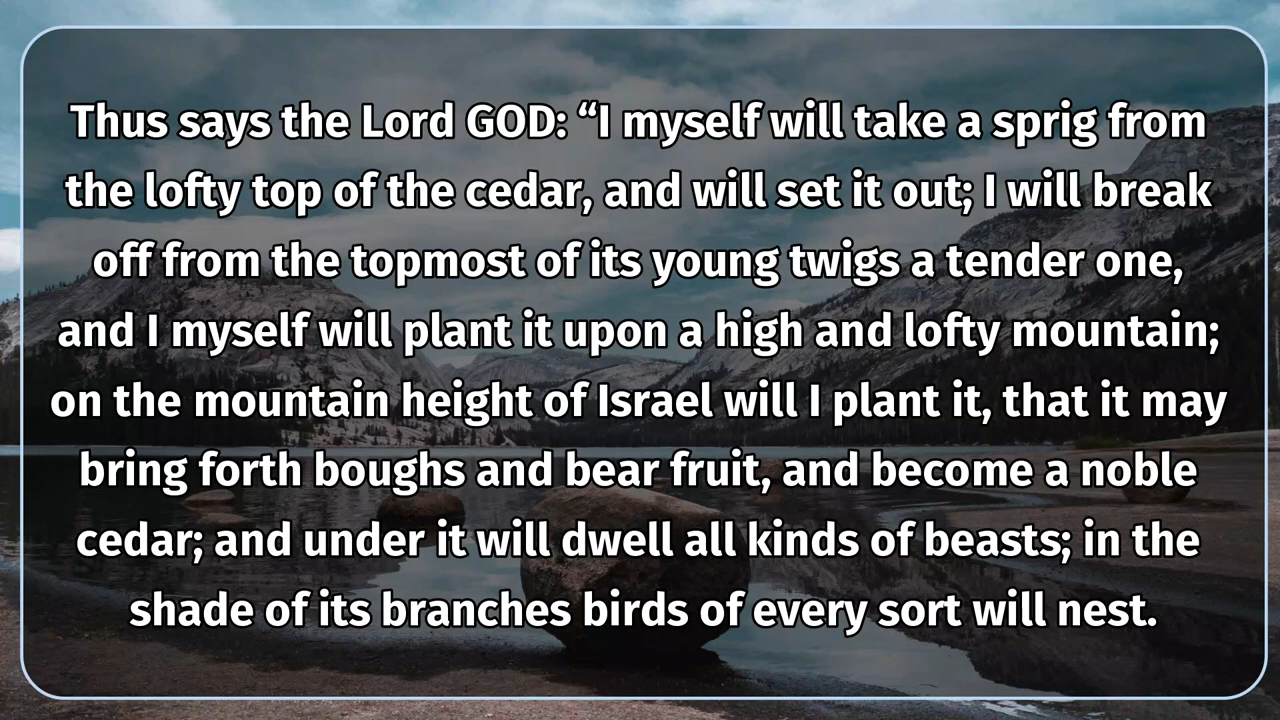 Thus says the Lord GOD: “I myself will take a sprig from
the lofty top of the cedar, and will set it out; I will break
off from the topmost of its young twigs a tender one,
and I myself will plant it upon a high and lofty mountain;
on the mountain height of Israel will I plant it, that it may
bring forth boughs and bear fruit, and become a noble
cedar; and under it will dwell all kinds of beasts; in the
shade of its branches birds of every sort will nest.